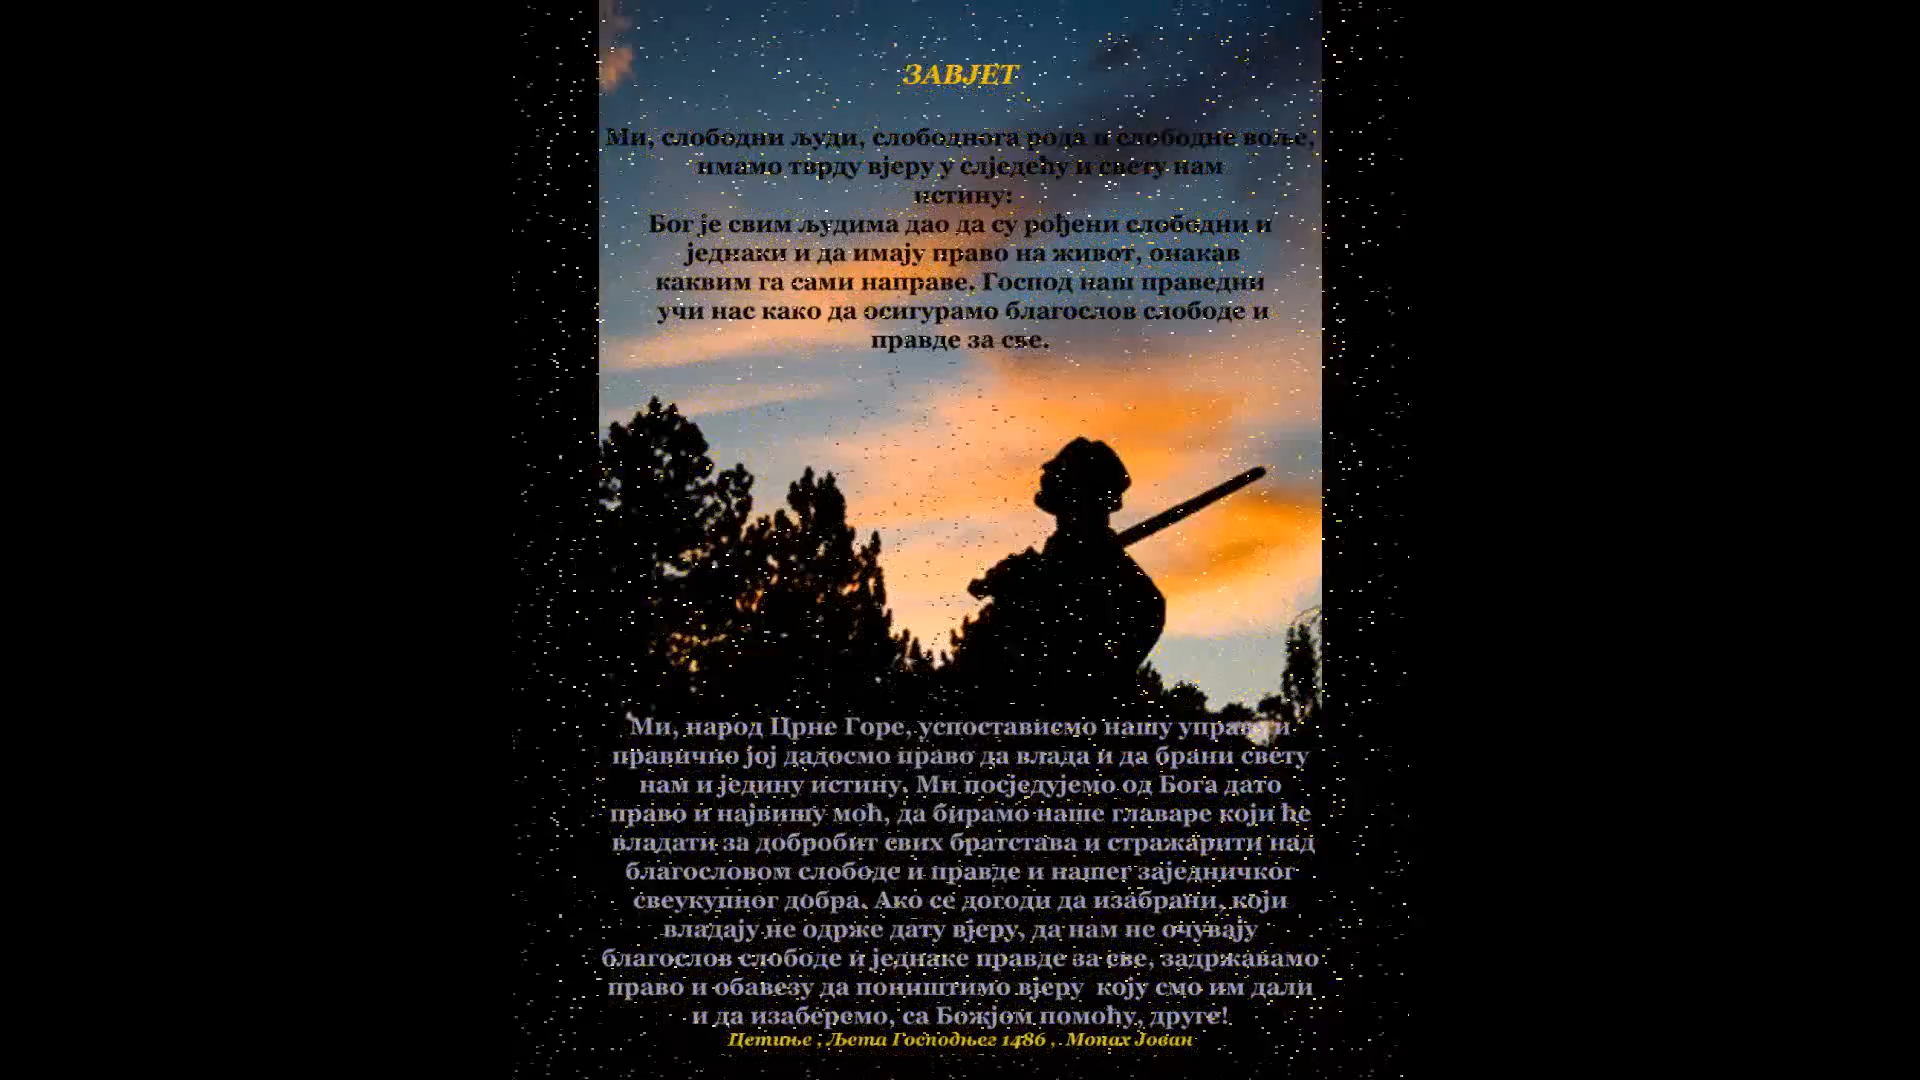 ЗАВЈЕТ
Ми, слободни људи, слободнога рода и слободне воље,
имамо тврду вјеру у сљедећу и свету нам
истину:
Бог је свим људима дао да су рођени слободни и
једнаки и да имају право на живот, онакав
каквим га сами направе. Господ наш праведни
учи нас како да осигурамо благослов слободе и
правде за све.
Ми, народ Црне Горе, успостависмо нашу управу и
правично јој дадосмо право да влада и да брани свету
нам и једину истину. Ми посједујемо од Бога дато
право и највишу моћ, да бирамо наше главаре који ће
владати за добробит свих братстава и стражарити над
благословом слободе и правде и нашег заједничког
свеукупног добра. Ако се догоди да изабрани, који
владају не одрже дату вјеру, да нам не очувају
благослов слободе и једнаке правде за све, задржавамо
право и обавезу да поништимо вјеру коју смо им дали
и да изаберемо, са Божјом помоћу, друге!
Цетиње , Љета Господњег 1486 , Монах Јован